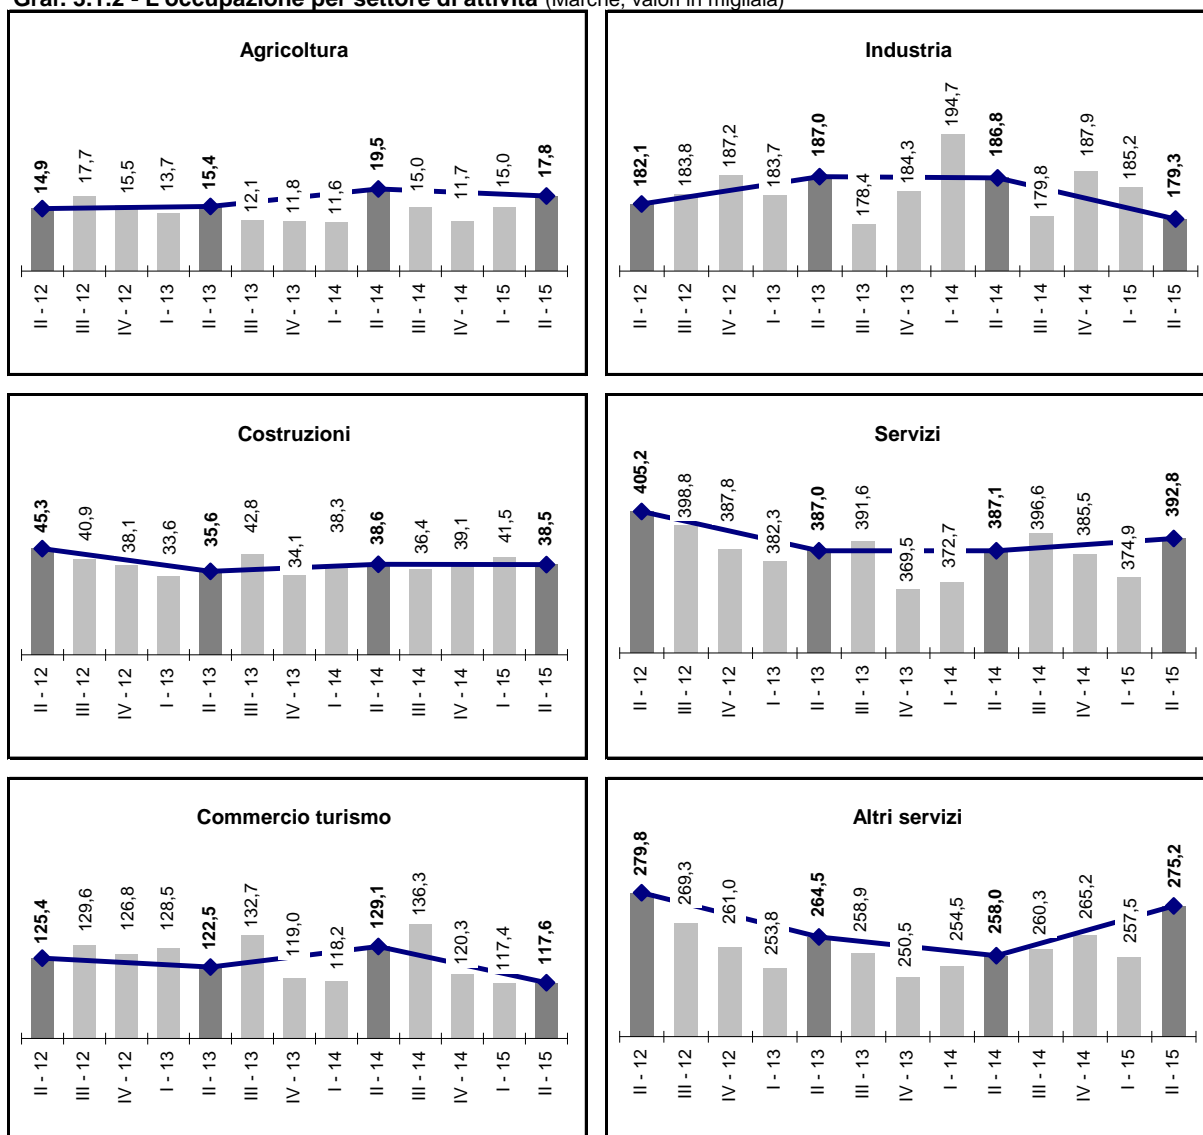 Graf. 3.1.2 - L'occupazione per settore di attività (Marche, valori in migliaia)
Agricoltura
14,9 17,7 15,5 13,7 15,4 12,1 11,8 11,6 19,5 15,0 11,7 15,0 17,8
II - 12 III - 12 IV - 12 I - 13 II - 13 III - 13 IV - 13 I - 14 II - 14 III - 14 IV - 14 I - 15 II - 15
Industria
182,1 183,8 187,2 183,7 187,0 178,4 184,3 194,7 186,8 179,8 187,9 185,2 179,3
II - 12 III - 12 IV - 12 I - 13 II - 13 III - 13 IV - 13 I - 14 II - 14 III - 14 IV - 14 I - 15 II - 15
Costruzioni
45,3 40,9 38,1 33,6 35,6 42,8 34,1 38,3 38,6 36,4 39,1 41,5 38,5
II - 12 III - 12 IV - 12 I - 13 II - 13 III - 13 IV - 13 I - 14 II - 14 III - 14 IV - 14 I - 15 II - 15
Servizi
405,2 398,8 387,8 382,3 387,0 391,6 369,5 372,7 387,1 396,6 385,5 374,9 392,8
II - 12 III - 12 IV - 12 I - 13 II - 13 III - 13 IV - 13 I - 14 II - 14 III - 14 IV - 14 I - 15 II - 15
Commercio turismo
125,4 129,6 126,8 128,5 122,5 132,7 119,0 118,2 129,1 136,3 120,3 117,4 117,6
II - 12 III - 12 IV - 12 I - 13 II - 13 III - 13 IV - 13 I - 14 II - 14 III - 14 IV - 14 I - 15 II - 15
Altri servizi
279,8 269,3 261,0 253,8 264,5 258,9 250,5 254,5 258,0 260,3 265,2 257,5 275,2
II - 12 III - 12 IV - 12 I - 13 II - 13 III - 13 IV - 13 I - 14 II - 14 III - 14 IV - 14 I - 15 II - 15